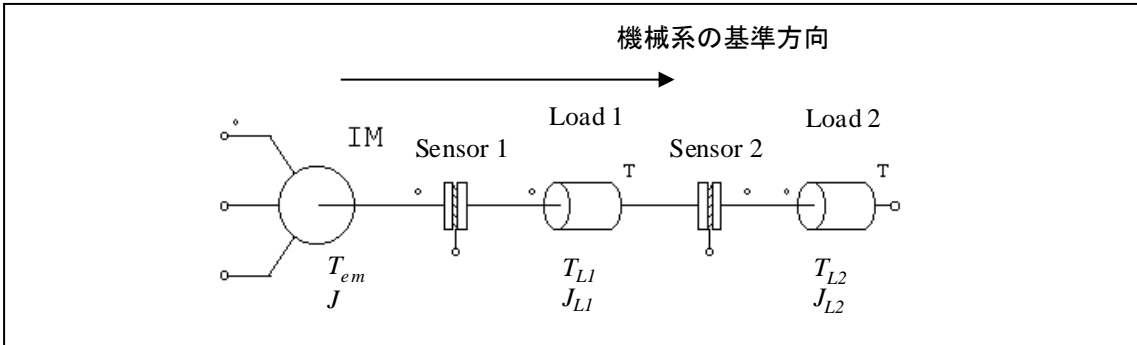 機械系の基準方向
IM
Sensor 1
Load 1
T
Sensor 2
Load 2
T
Tem
J
TL1
JL1
TL2
JL2